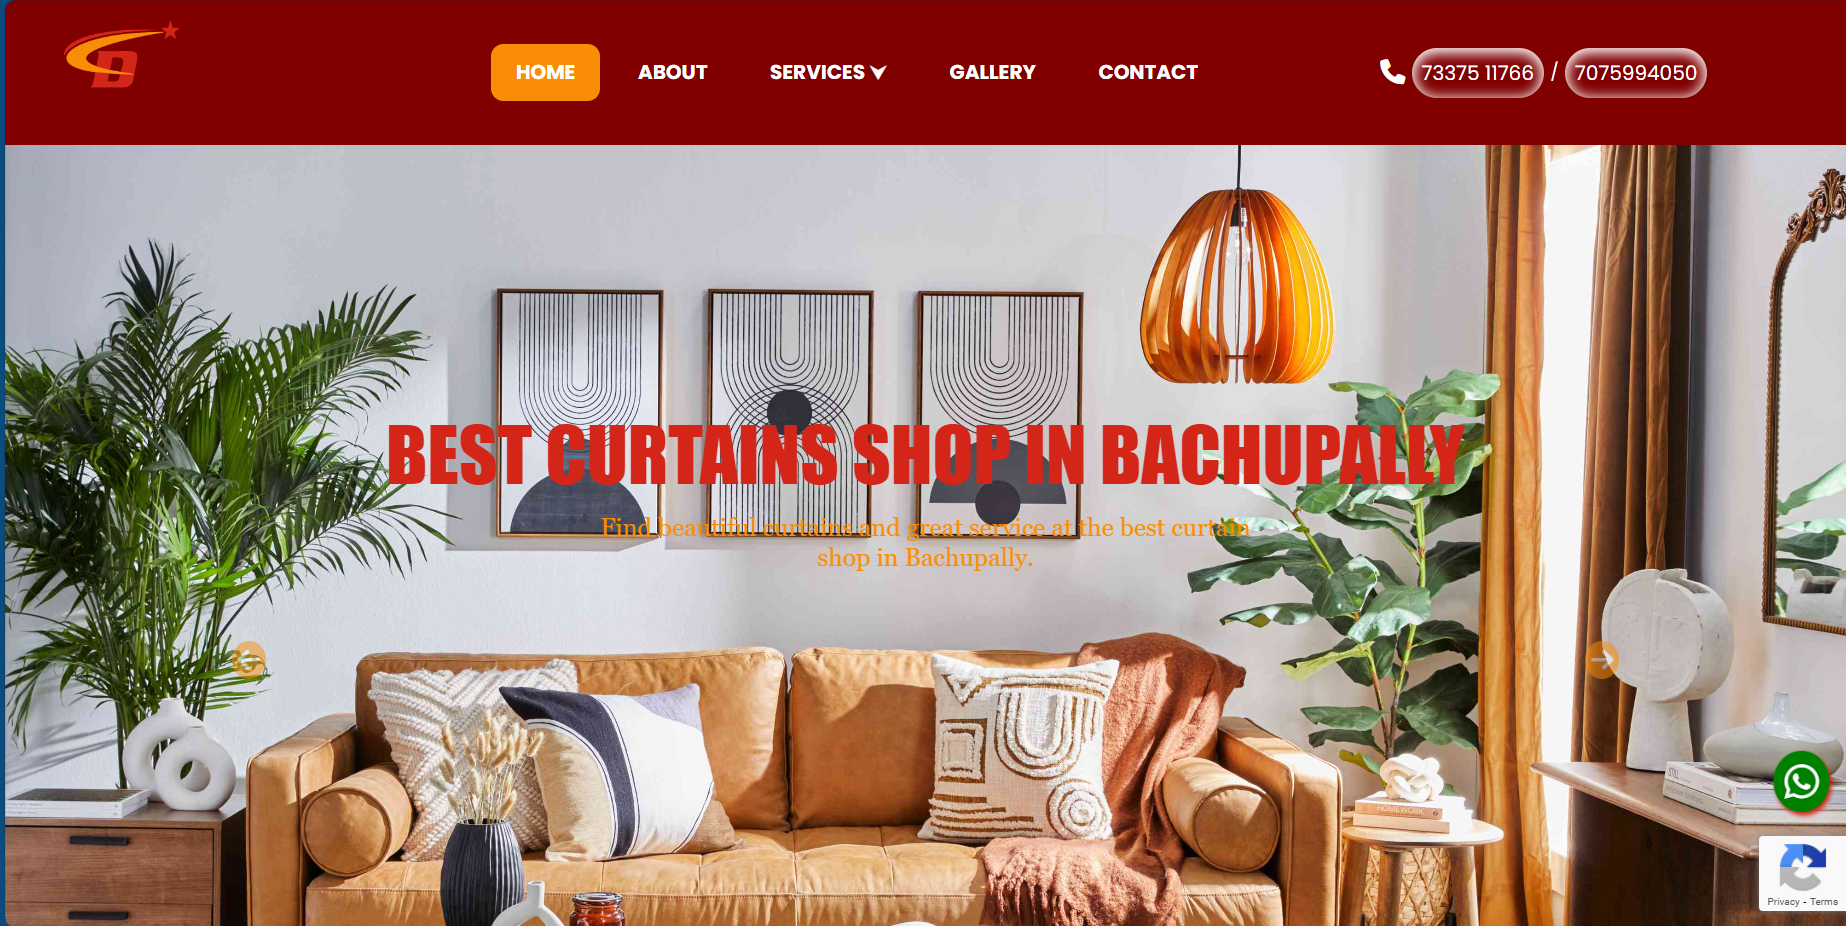 D
HOME
ABOUT
SERVICES
GALLERY
CONTACT
73375 11766 / 7075994050
BEST CURTAINS SHOP IN BACHUPALLY
Find beautiful curtains and great service at the best curtain
shop in Bachupally.
HOMEWORK
Privacy - Terms